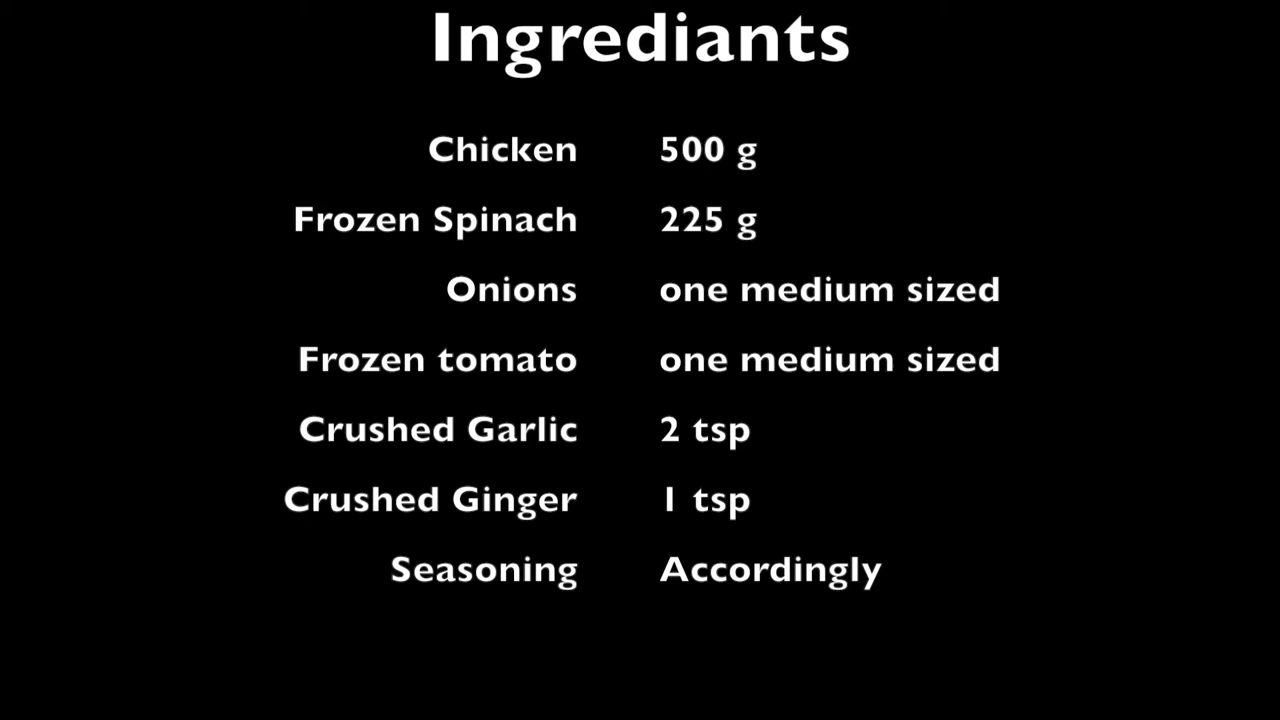 Ingrediants
Chicken 500 g
Frozen Spinach 225 g
Onions one medium sized
Frozen tomato one medium sized
Crushed Garlic 2 tsp
Crushed Ginger 1 tsp
Seasoning Accordingly